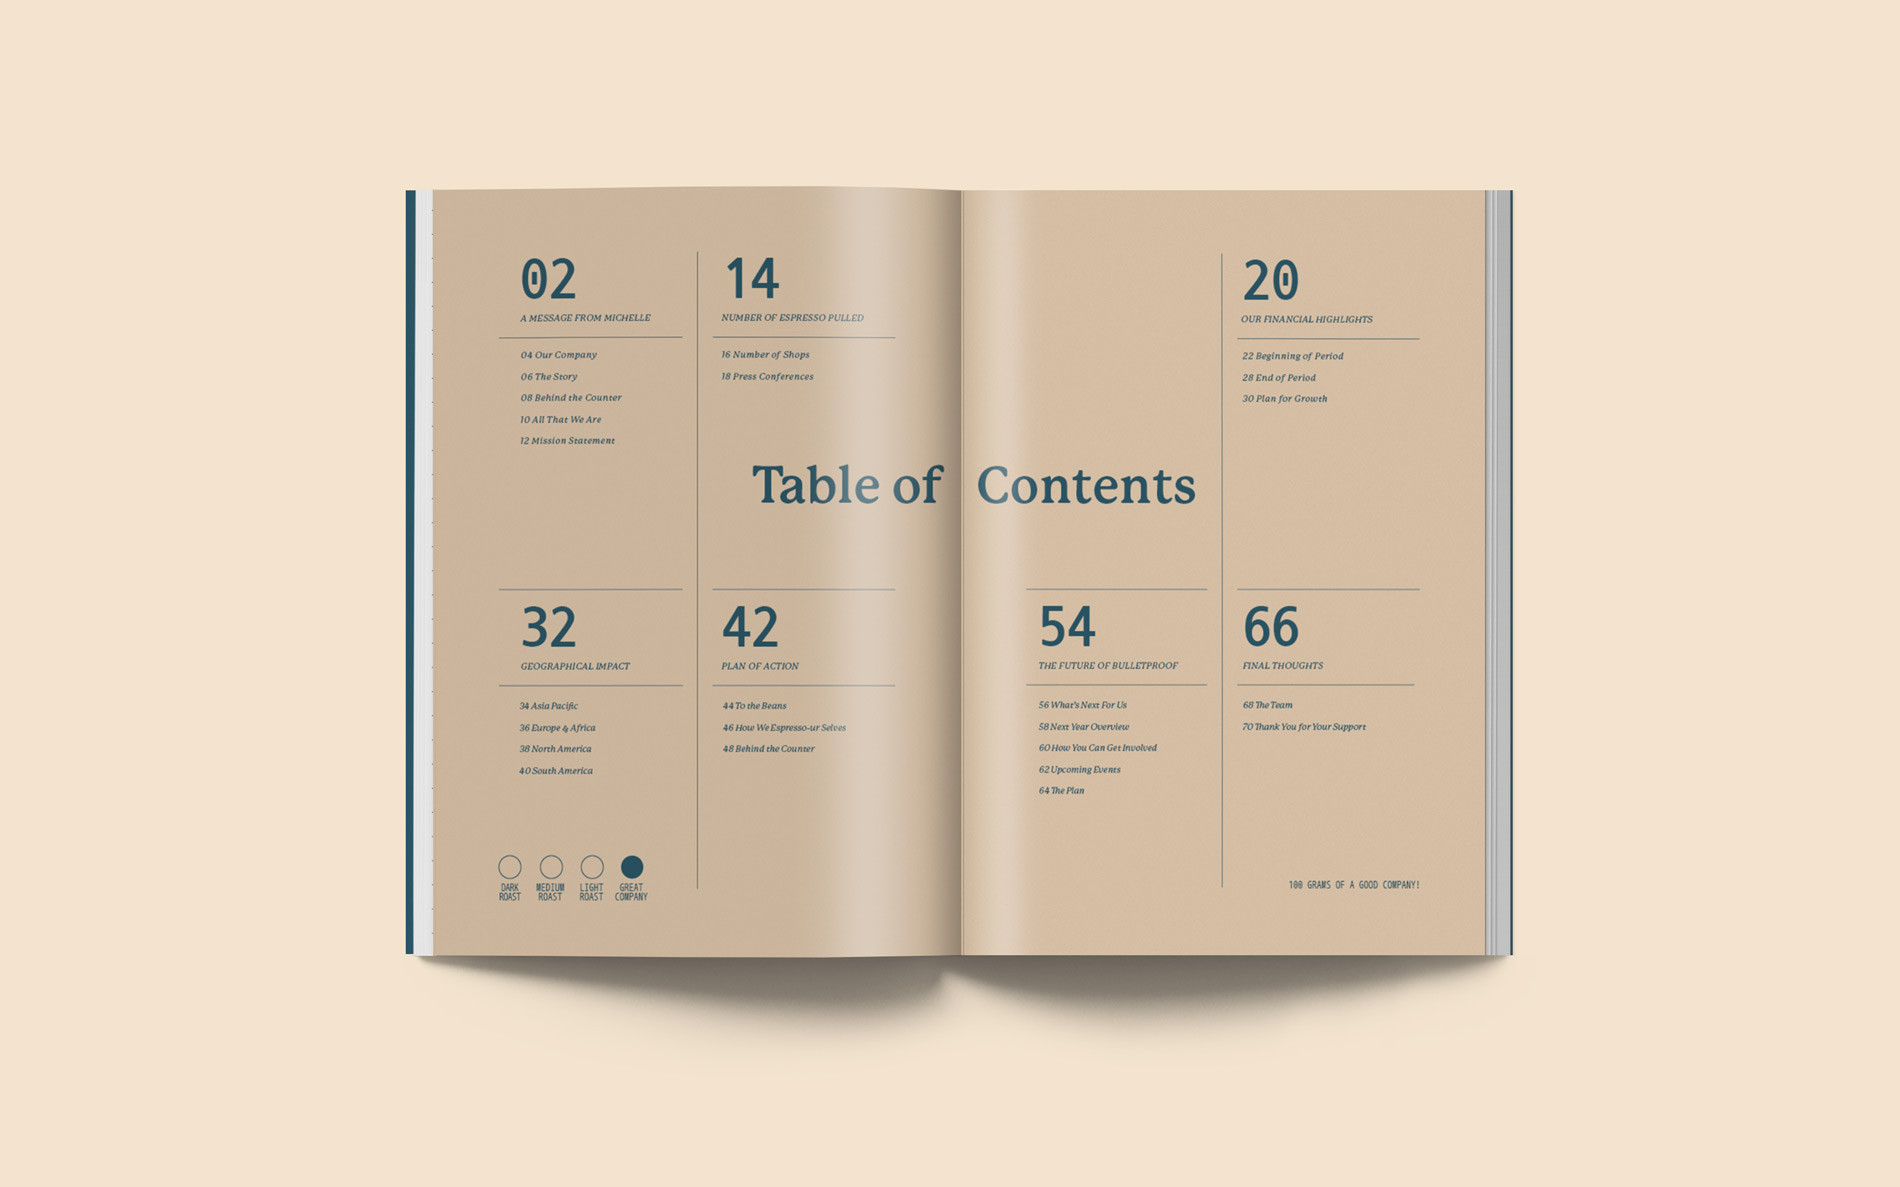 02
A MESSAGE FROM MICHELLE
04 Our Company
06 The Story
08 Behind the Counter
10 All That We Are
12 Mission Statement
14
NUMBER OF ESPRESSO PULLED
16 Number of Shops
18 Press Conferences
20
OUR FINANCIAL HIGHLIGHTS
22 Beginning of Period
28 End of Period
30 Plan for Growth
Table of Contents
32
GEOGRAPHICAL IMPACT
34 Asia Pacific
36 Europe & Africa
38 North America
40 South America
42
PLAN OF ACTION
44 To the Beans
46 How We Espresso-ur Selves
48 Behind the Counter
54
THE FUTURE OF BULLETPROOF
56 What's Next For Us
58 Next Year Overview
60 How You Can Get Involved
62 Upcoming Events
64 The Plan
66
FINAL THOUGHTS
68 The Team
70 Thank You for Your Support
DARK
ROAST
MEDIUM
ROAST
LIGHT
ROAST
GREAT
COMPANY
100 GRAMS OF A GOOD COMPANY!